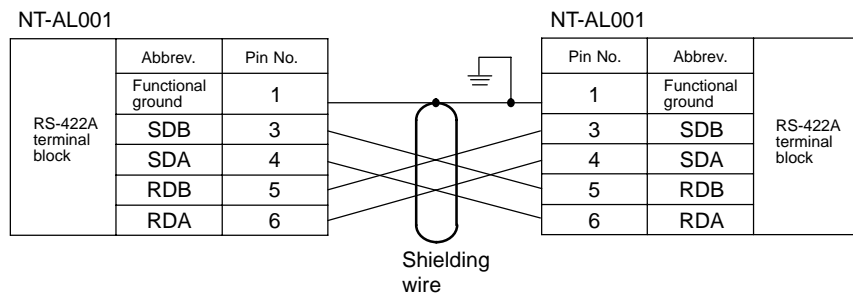 NT-AL001
NT-AL001
Abbrev. Pin No.
Functional
ground 1
RS-422A
terminal
block
SDB 3
SDA 4
RDB 5
RDA 6
Pin No. Abbrev.
1 Functional
ground
3 SDB
4 SDA
5 RDB
6 RDA
RS-422A
terminal
block
Shielding
wire